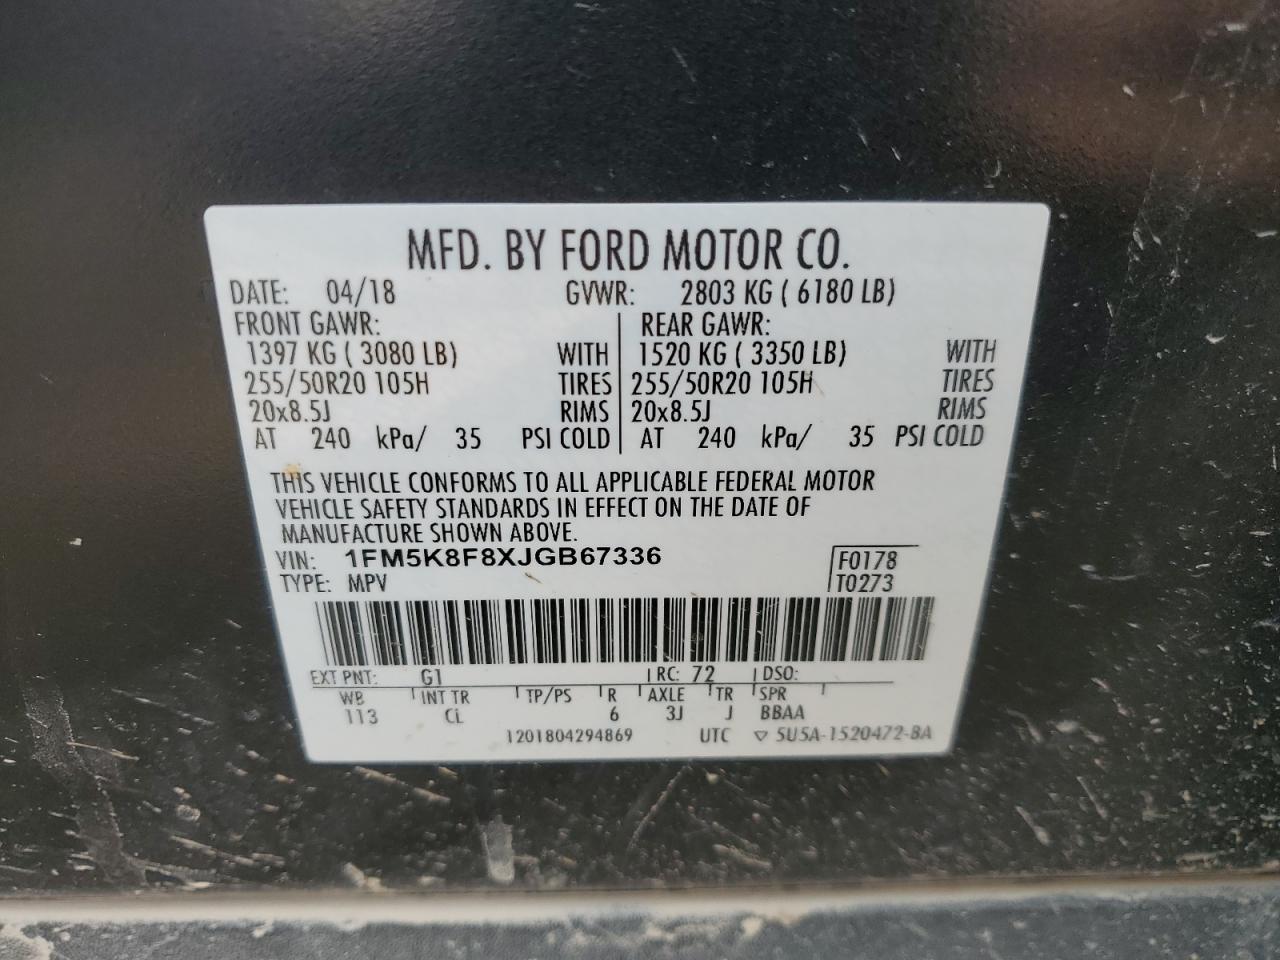 MFD. BY FORD MOTOR CO.
DATE: 04/18 GVWR: 2803 KG ( 6180 LB)
FRONT GAWR: REAR GAWR:
1397 KG ( 3080 LB) WITH 1520 KG ( 3350 LB) WITH
255/50R20 105H TIRES 255/50R20 105H TIRES
20x8.5J RIMS 20x8.5J RIMS
AT 240 kPa/ 35 PSI COLD AT 240 kPa/ 35 PSI COLD
THIS VEHICLE CONFORMS TO ALL APPLICABLE FEDERAL MOTOR
VEHICLE SAFETY STANDARDS IN EFFECT ON THE DATE OF
MANUFACTURE SHOWN ABOVE.
VIN: 1FM5K8F8XJGB67336 F0178
TYPE: MPV T0273
EXT PNT: G1 RC: 72 DSO:
WB INT TR TP/PS R AXLE TR SPR
113 CL 6 3J J BBAA
1201804294869 UTC ▽ 5U5A-1520472-BA